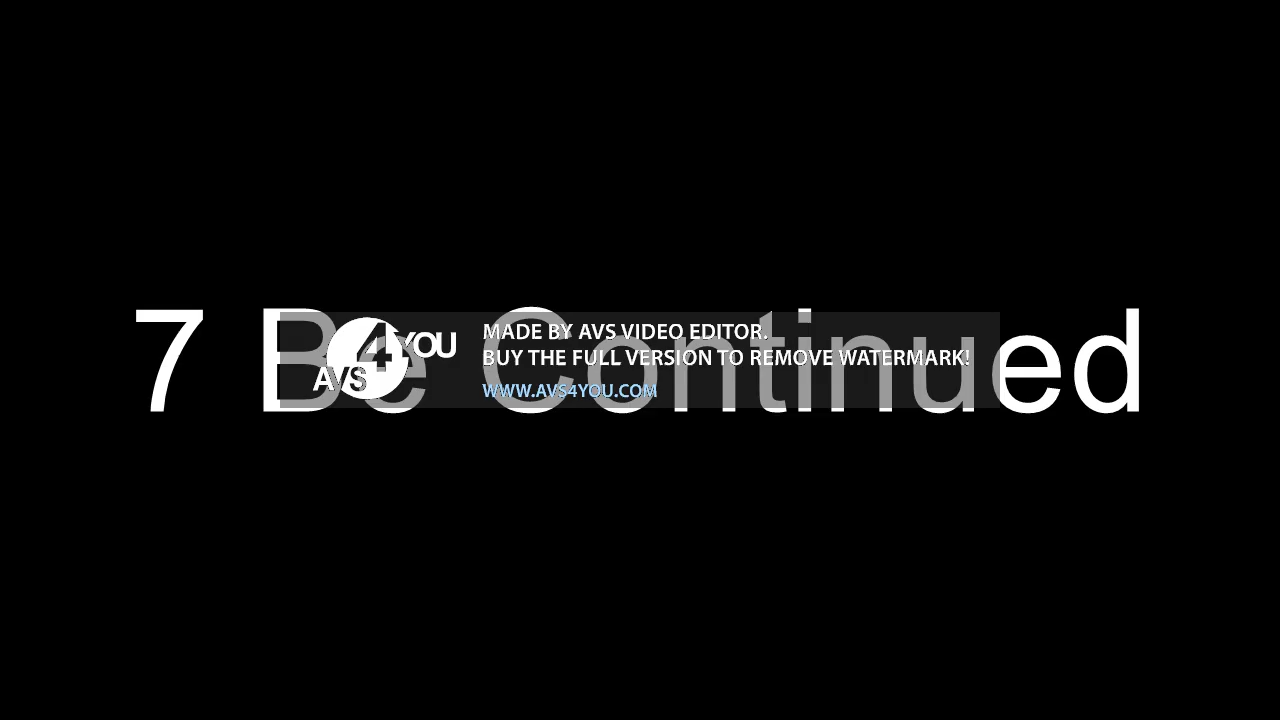 7 Be Continued
AVS4YOU
MADE BY AVS VIDEO EDITOR.
BUY THE FULL VERSION TO REMOVE WATERMARK!
WWW.AVS4YOU.COM